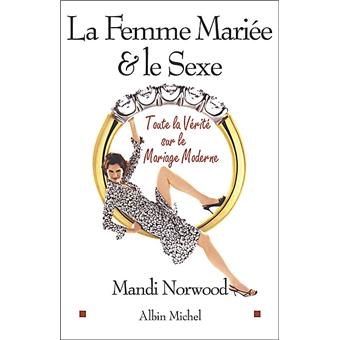 La Femme Mariée
& le Sexe
Toute la Vérité
sur le
Mariage Moderne
Mandi Norwood
Albin Michel